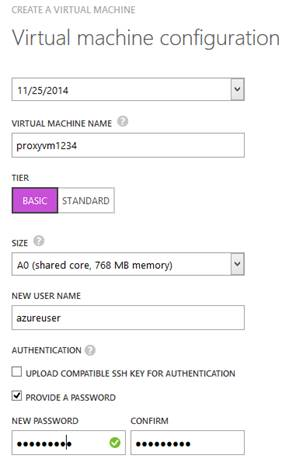 CREATE A VIRTUAL MACHINE
Virtual machine configuration
11/25/2014
VIRTUAL MACHINE NAME ?
proxyvm1234
TIER
BASIC STANDARD
SIZE ?
A0 (shared core, 768 MB memory)
NEW USER NAME
azureuser
AUTHENTICATION ?
UPLOAD COMPATIBLE SSH KEY FOR AUTHENTICATION
PROVIDE A PASSWORD
NEW PASSWORD CONFIRM
●●●●●●●●● ●●●●●●●●●